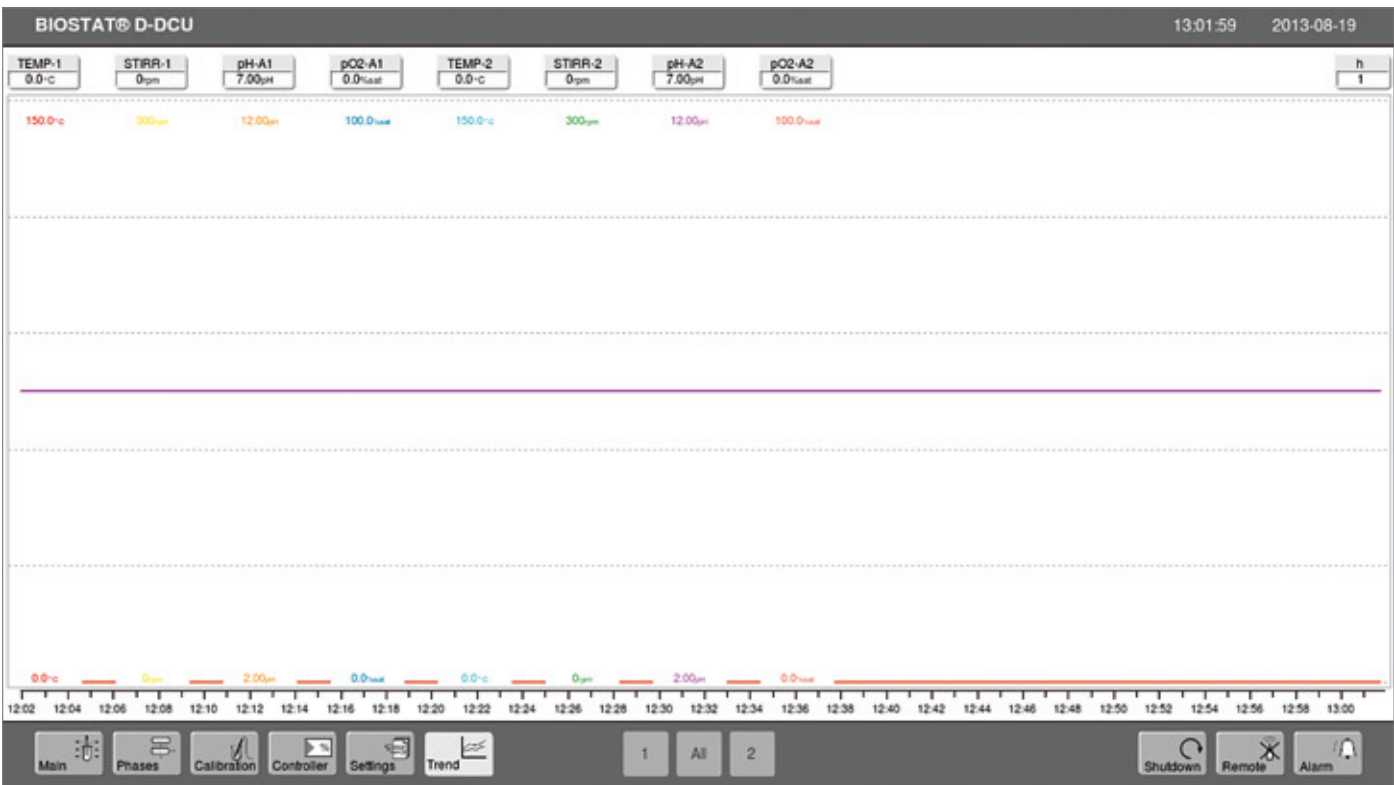 BIOSTAT® D-DCU 13:01:59 2013-08-19
TEMP-1 STIRR-1 pH-A1 pO2-A1 TEMP-2 STIRR-2 pH-A2 pO2-A2 h
0.0°C 0rpm 7.00pH 0.0%sat 0.0°C 0rpm 7.00pH 0.0%sat 1
150.0°C 300rpm 12.00pH 100.0%sat 150.0°C 300rpm 12.00pH 100.0%sat
0.0°C 0rpm 2.00pH 0.0%sat 0.0°C 0rpm 2.00pH 0.0%sat
12:02 12:04 12:06 12:08 12:10 12:12 12:14 12:16 12:18 12:20 12:22 12:24 12:26 12:28 12:30 12:32 12:34 12:36 12:38 12:40 12:42 12:44 12:46 12:48 12:50 12:52 12:54 12:56 12:58 13:00
Main Phases Calibration Controller Settings Trend 1 All 2 Shutdown Remote Alarm